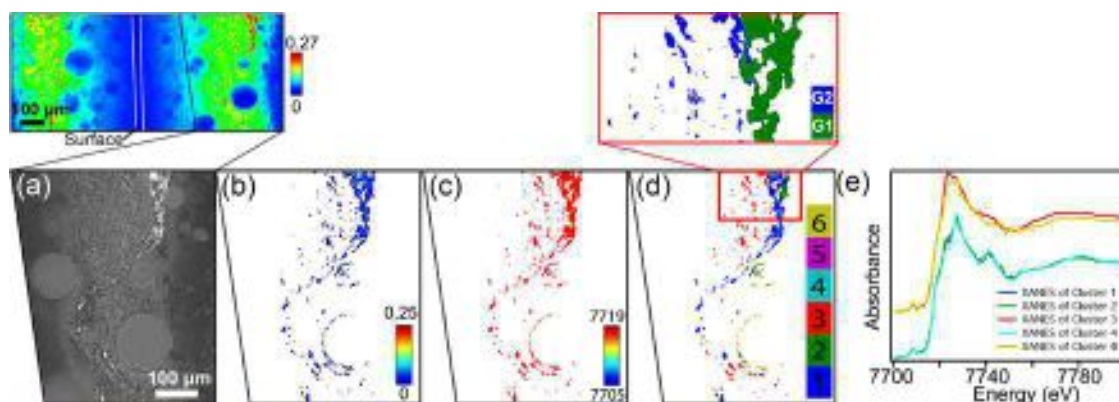 0.27
0
100 µm
Surface
G2
G1
(a)
(b)
(c)
(d)
(e)
100 µm
0.25
0
7719
7705
6
5
4
3
2
1
Absorbance
XANES of Cluster 1
XANES of Cluster 2
XANES of Cluster 3
XANES of Cluster 4
XANES of Cluster 6
7700
7740
7790
Energy (eV)